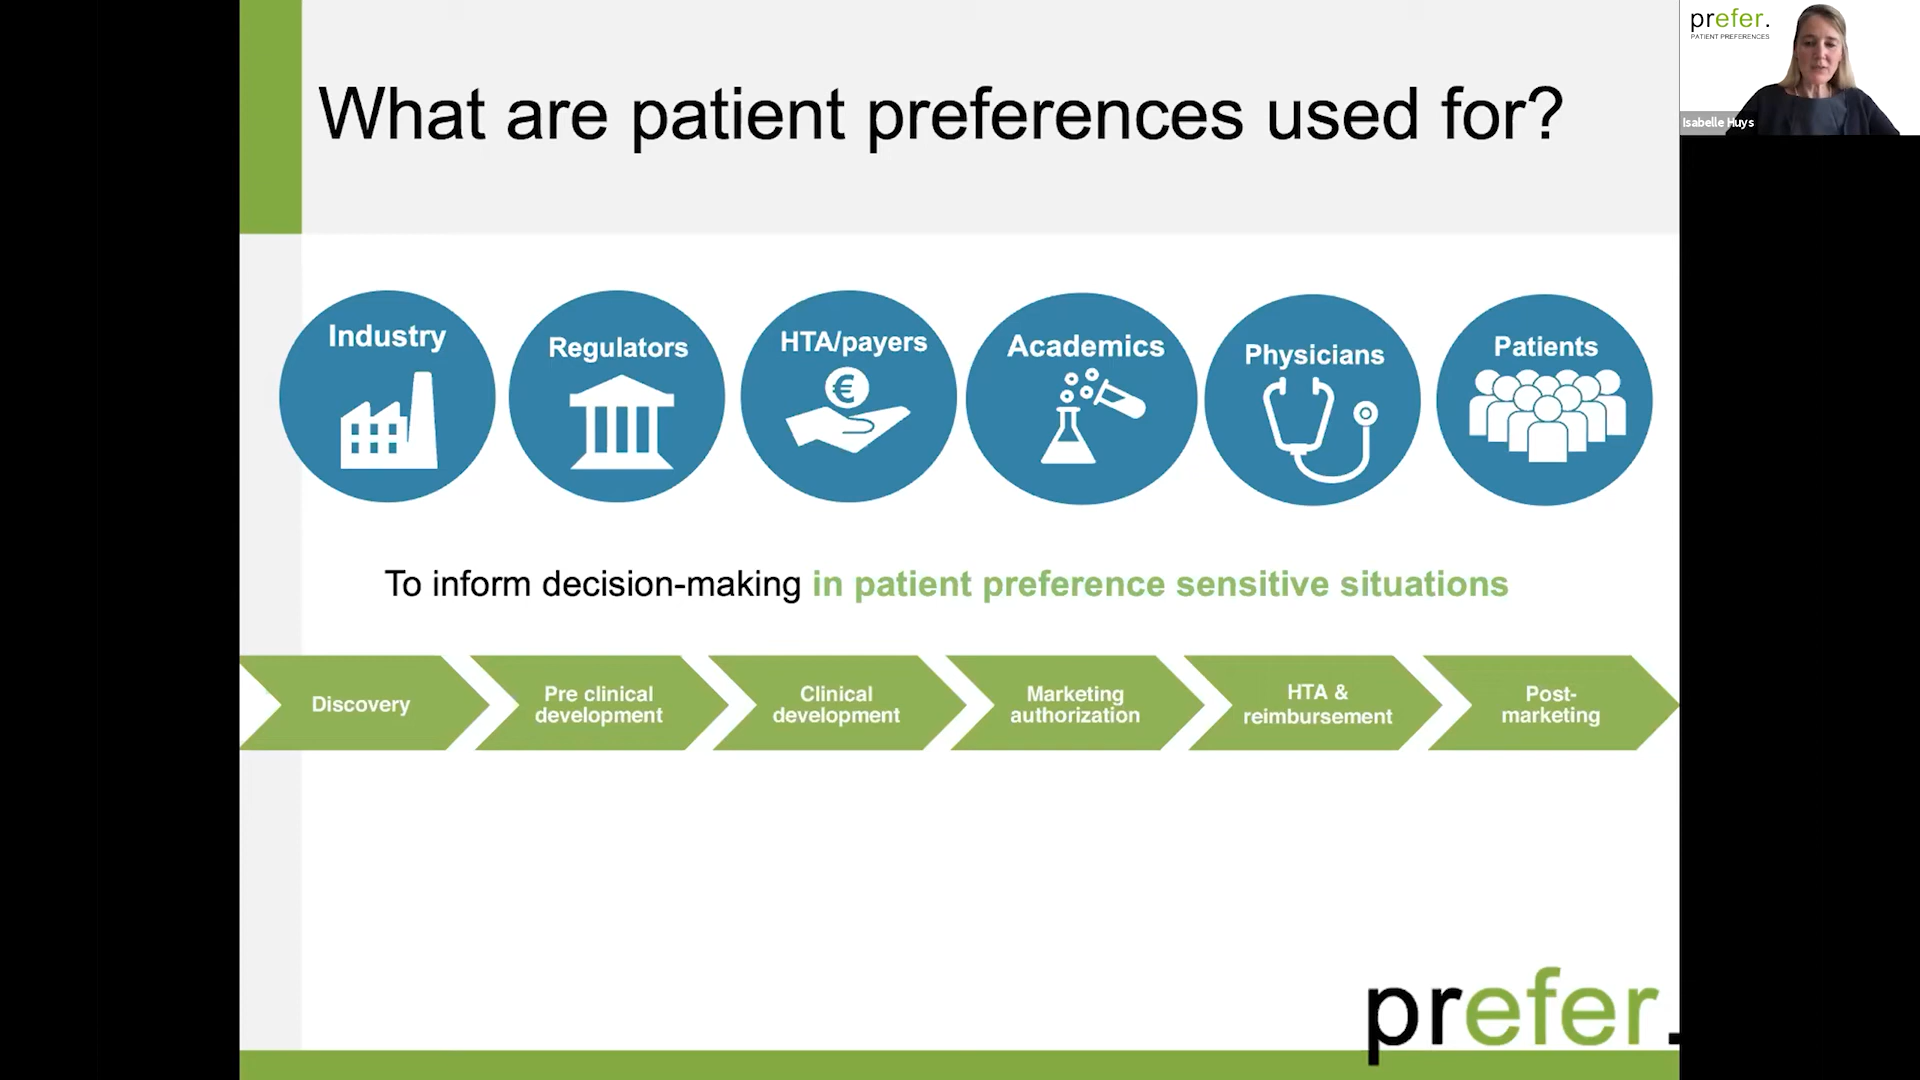 What are patient preferences used for?
prefer.
PATIENT PREFERENCES
Isabelle Huys
Industry
Regulators
HTA/payers
Academics
Physicians
Patients
€
To inform decision-making in patient preference sensitive situations
Discovery
Pre clinical
development
Clinical
development
Marketing
authorization
HTA &
reimbursement
Post-
marketing
prefer.